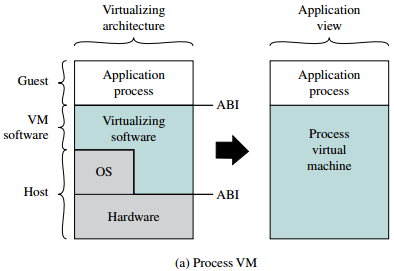 Virtualizing
architecture
Application
view
Guest
Application
process
Application
process
ABI
VM
software
Virtualizing
software
Process
virtual
machine
OS
Host
ABI
Hardware
(a) Process VM